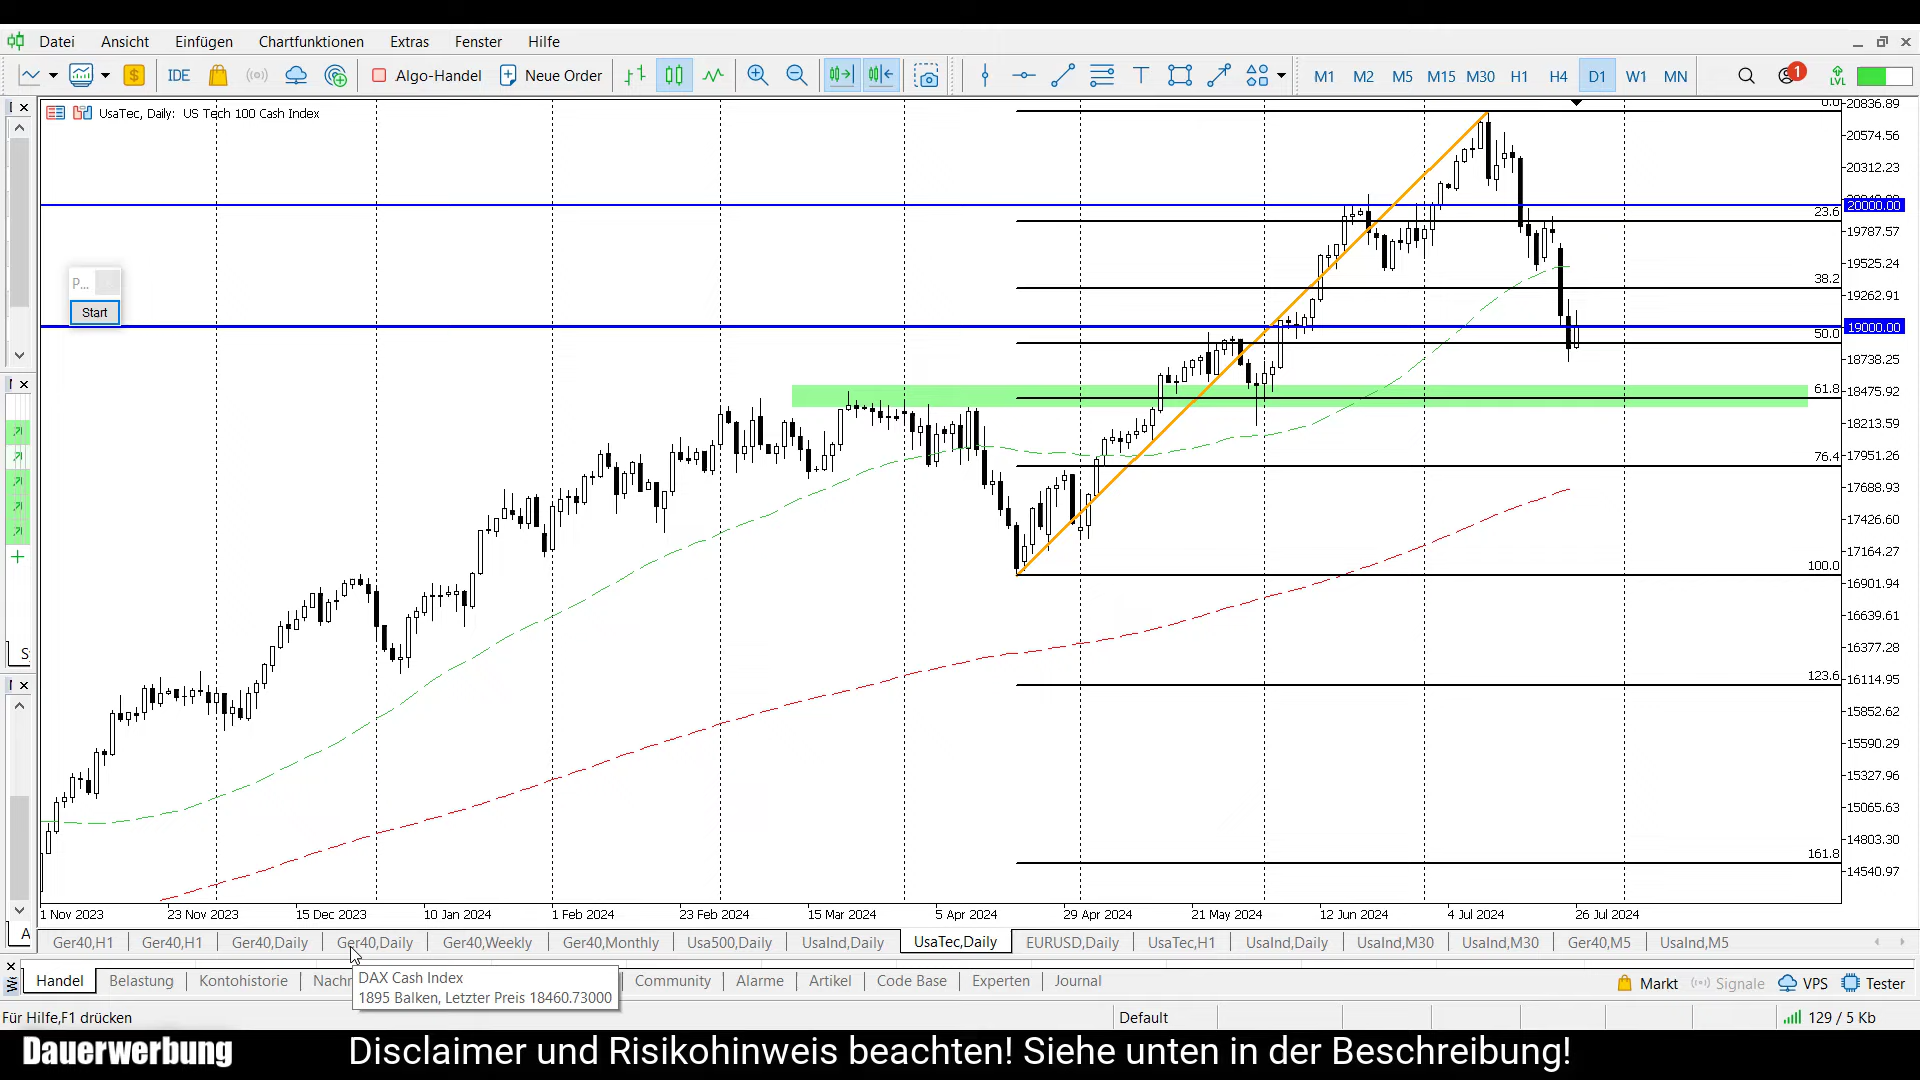 Datei Ansicht Einfügen Chartfunktionen Extras Fenster Hilfe
IDE Algo-Handel Neue Order M1 M2 M5 M15 M30 H1 H4 D1 W1 MN 1 LVL
UsaTec, Daily: US Tech 100 Cash Index
0.0
20836.89
20574.56
20312.23
20000.00
23.6
19787.57
19525.24
38.2
19262.91
19000.00
50.0
18738.25
61.8
18475.92
18213.59
76.4
17951.26
17688.93
17426.60
17164.27
100.0
16901.94
16639.61
16377.28
123.6
16114.95
15852.62
15590.29
15327.96
15065.63
14803.30
161.8
14540.97
P...
Start
1 Nov 2023 23 Nov 2023 15 Dec 2023 10 Jan 2024 1 Feb 2024 23 Feb 2024 15 Mar 2024 5 Apr 2024 29 Apr 2024 21 May 2024 12 Jun 2024 4 Jul 2024 26 Jul 2024
Ger40,H1 Ger40,H1 Ger40,Daily Ger40,Daily Ger40,Weekly Ger40,Monthly Usa500,Daily UsaInd,Daily UsaTec,Daily EURUSD,Daily UsaTec,H1 UsaInd,Daily UsaInd,M30 UsaInd,M30 Ger40,M5 UsaInd,M5
Handel Belastung Kontohistorie Nachr Community Alarme Artikel Code Base Experten Journal Markt Signale VPS Tester
DAX Cash Index
1895 Balken, Letzter Preis 18460.73000
Für Hilfe,F1 drücken Default 129 / 5 Kb
Dauerwerbung Disclaimer und Risikohinweis beachten! Siehe unten in der Beschreibung!